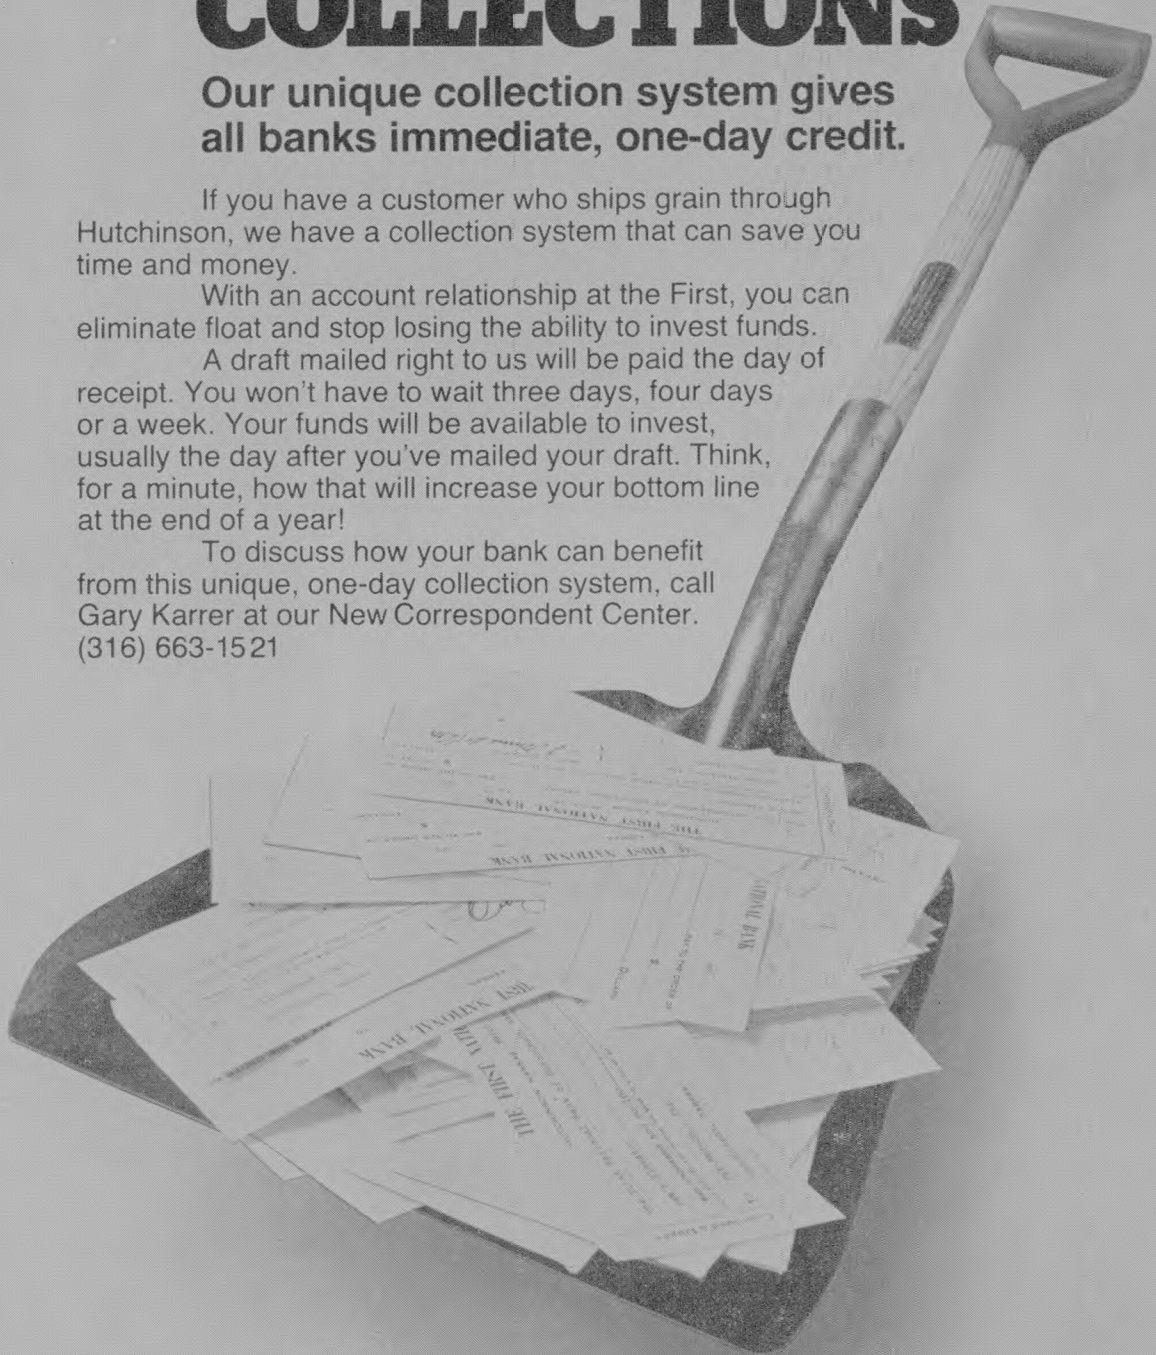 COLLECTIONS
Our unique collection system gives
all banks immediate, one-day credit.
If you have a customer who ships grain through
Hutchinson, we have a collection system that can save you
time and money.
With an account relationship at the First, you can
eliminate float and stop losing the ability to invest funds.
A draft mailed right to us will be paid the day of
receipt. You won't have to wait three days, four days
or a week. Your funds will be available to invest,
usually the day after you've mailed your draft. Think,
for a minute, how that will increase your bottom line
at the end of a year!
To discuss how your bank can benefit
from this unique, one-day collection system, call
Gary Karrer at our New Correspondent Center.
(316) 663-1521
THE FIRST NATIONAL BANK
FIRST NATIONAL BANK
NATIONAL BANK
DOLLARS
FIRST NATIONAL BANK
THE FIRST